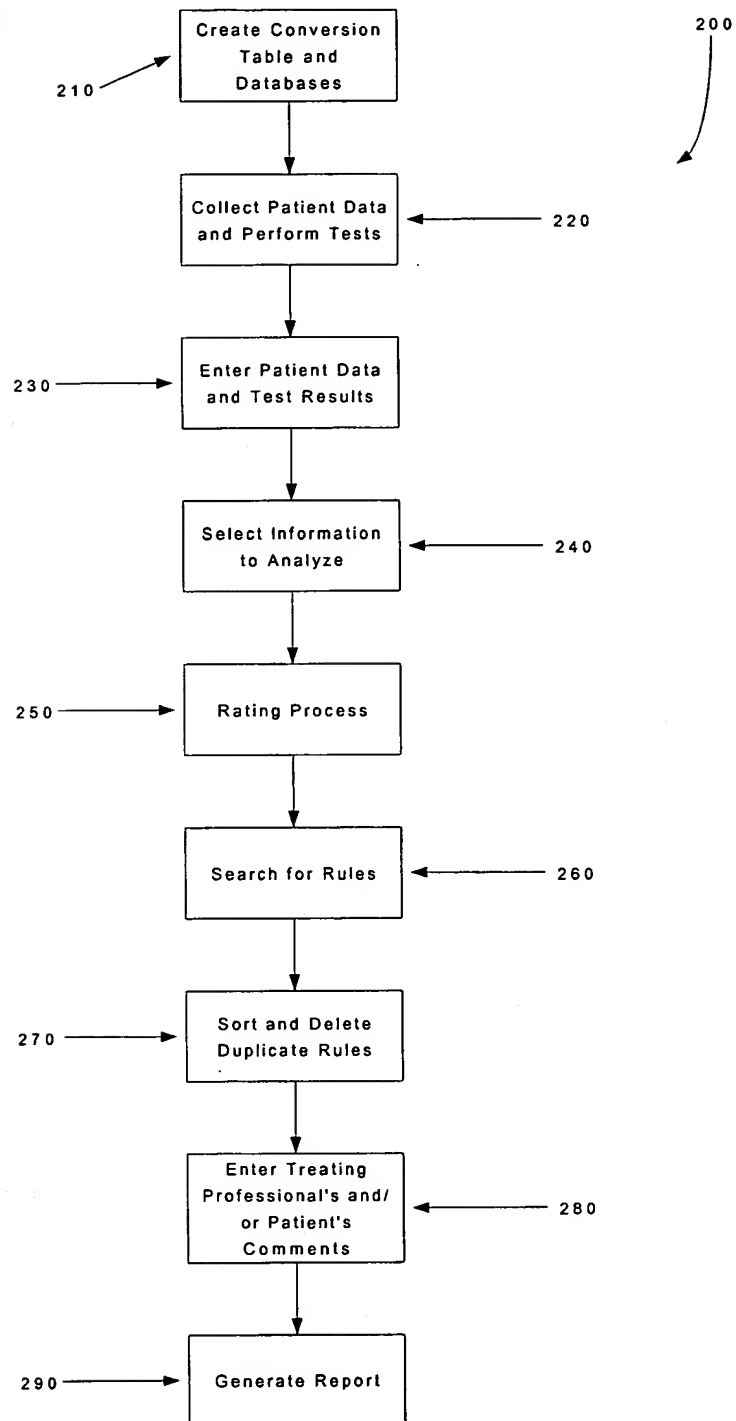 200
Create Conversion
Table and
Databases
210
Collect Patient Data
and Perform Tests
220
230
Enter Patient Data
and Test Results
Select Information
to Analyze
240
250
Rating Process
Search for Rules
260
270
Sort and Delete
Duplicate Rules
Enter Treating
Professional's and/
or Patient's
Comments
280
290
Generate Report